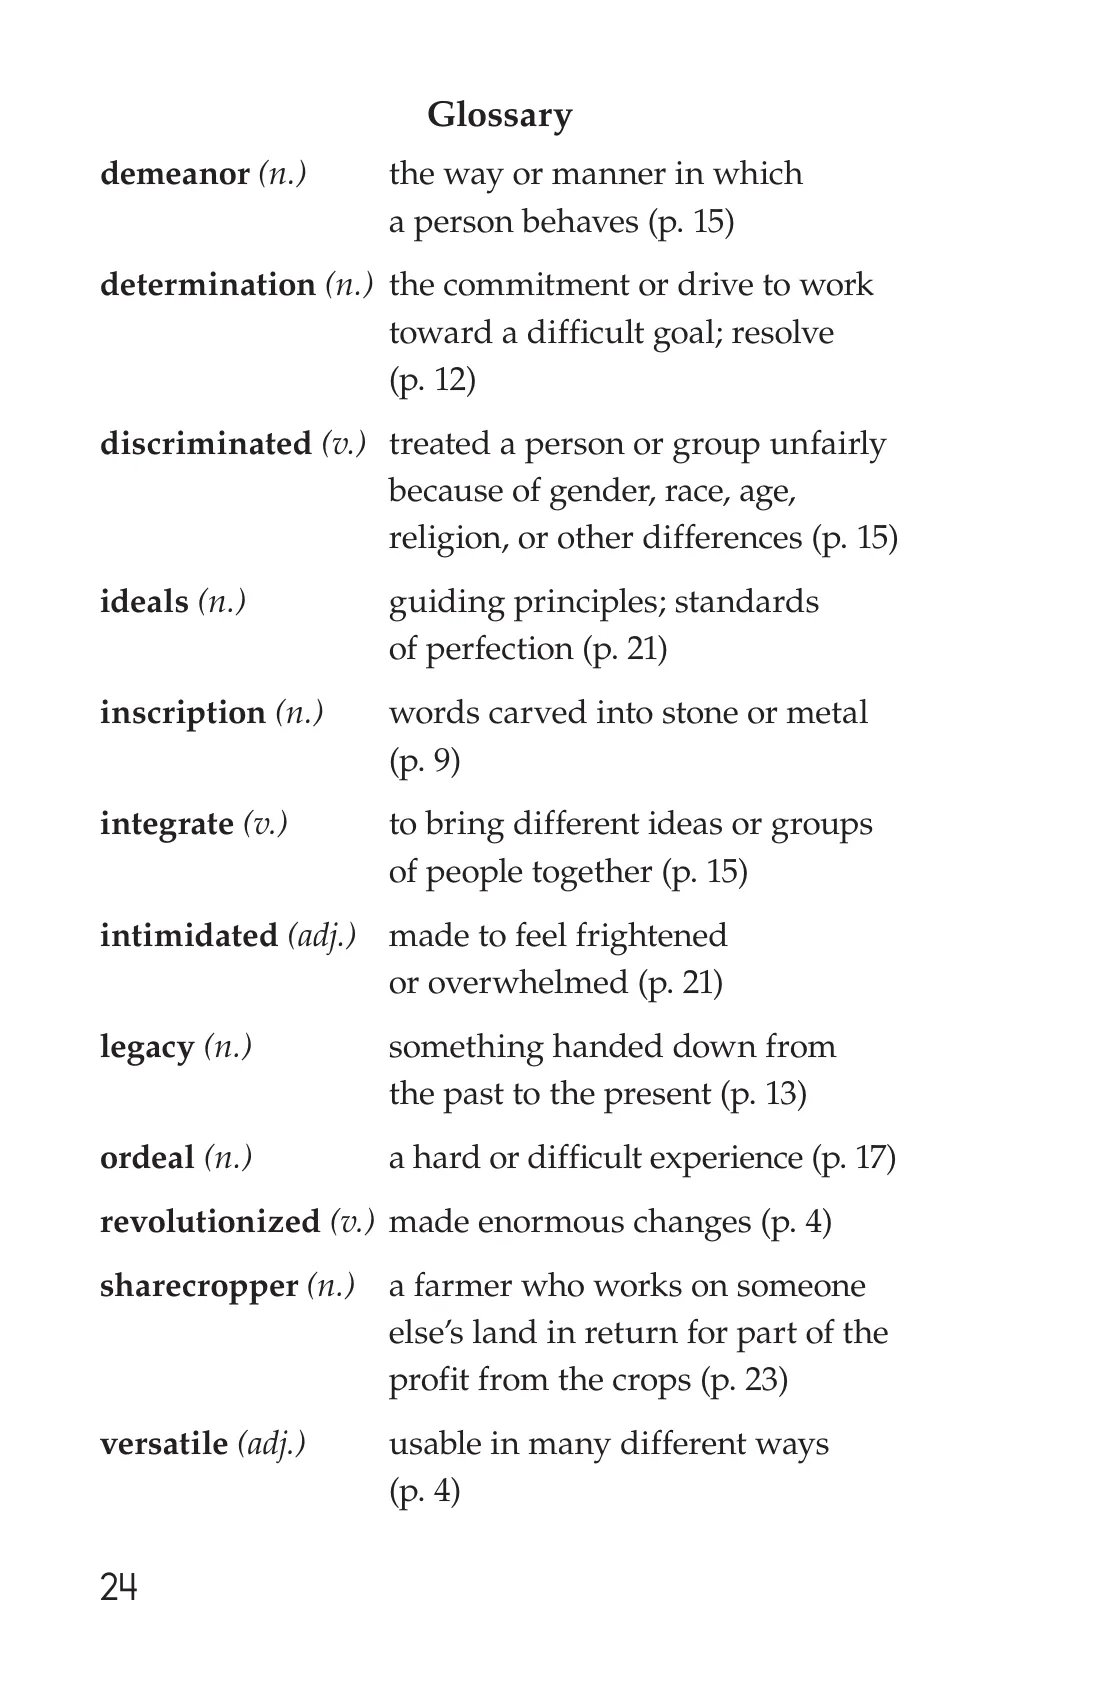 Glossary
demeanor (n.) the way or manner in which
a person behaves (p. 15)
determination (n.) the commitment or drive to work
toward a difficult goal; resolve
(p. 12)
discriminated (v.) treated a person or group unfairly
because of gender, race, age,
religion, or other differences (p. 15)
ideals (n.) guiding principles; standards
of perfection (p. 21)
inscription (n.) words carved into stone or metal
(p. 9)
integrate (v.) to bring different ideas or groups
of people together (p. 15)
intimidated (adj.) made to feel frightened
or overwhelmed (p. 21)
legacy (n.) something handed down from
the past to the present (p. 13)
ordeal (n.) a hard or difficult experience (p. 17)
revolutionized (v.) made enormous changes (p. 4)
sharecropper (n.) a farmer who works on someone
else’s land in return for part of the
profit from the crops (p. 23)
versatile (adj.) usable in many different ways
(p. 4)
24